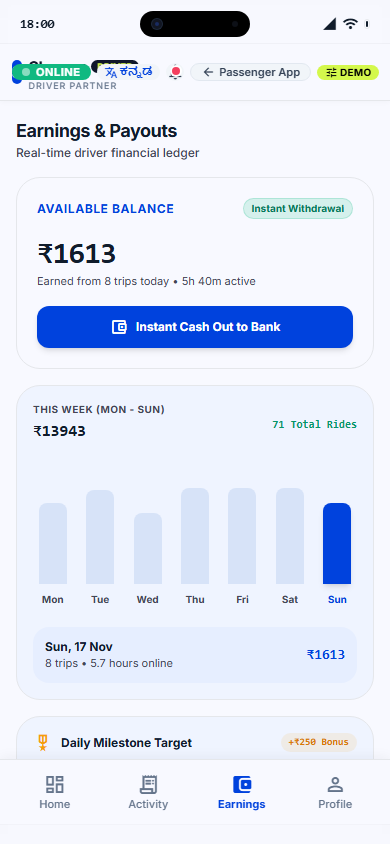 18:00
ONLINE
ಕನ್ನಡ
Passenger App
DEMO
DRIVER PARTNER
Earnings & Payouts
Real-time driver financial ledger
AVAILABLE BALANCE
Instant Withdrawal
₹1613
Earned from 8 trips today • 5h 40m active
Instant Cash Out to Bank
THIS WEEK (MON - SUN)
₹13943
71 Total Rides
Mon Tue Wed Thu Fri Sat Sun
Sun, 17 Nov
8 trips • 5.7 hours online
₹1613
Daily Milestone Target
+₹250 Bonus
Home Activity Earnings Profile